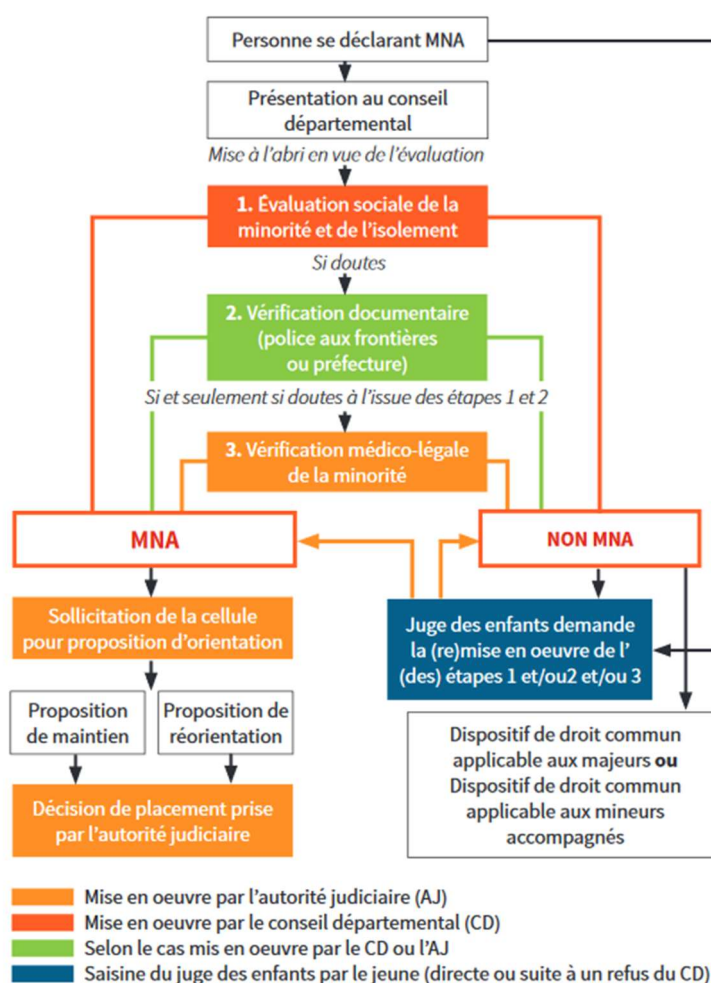 Personne se déclarant MNA
Présentation au conseil
départemental
Mise à l'abri en vue de l'évaluation
1. Évaluation sociale de la
minorité et de l'isolement
Si doutes
2. Vérification documentaire
(police aux frontières
ou préfecture)
Si et seulement si doutes à l'issue des étapes 1 et 2
3. Vérification médico-légale
de la minorité
MNA
NON MNA
Sollicitation de la cellule
pour proposition d'orientation
Juge des enfants demande
la (re)mise en oeuvre de l'
(des) étapes 1 et/ou2 et/ou 3
Proposition
de maintien
Proposition de
réorientation
Décision de placement prise
par l'autorité judiciaire
Dispositif de droit commun
applicable aux majeurs ou
Dispositif de droit commun
applicable aux mineurs
accompagnés
Mise en oeuvre par l'autorité judiciaire (AJ)
Mise en oeuvre par le conseil départemental (CD)
Selon le cas mis en oeuvre par le CD ou l'AJ
Saisine du juge des enfants par le jeune (directe ou suite à un refus du CD)